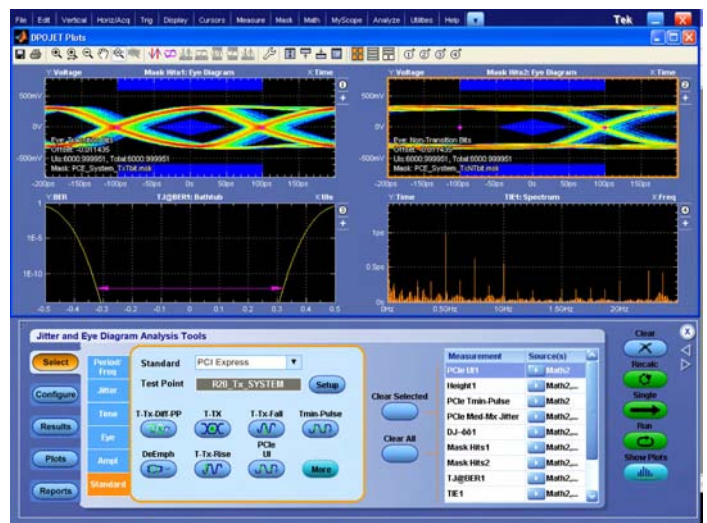 File Edit Vertical Horiz/Acq Trig Display Cursors Measure Mask Math MyScope Analyze Utilities Help Tek
DPOJET Plots
Y:Voltage Mask Hits1: Eye Diagram X:Time
500mV
0V
-500mV
Eye: Transition Bits
Offset: -0.011435
UIs:6000:999951, Total:6000:999951
Mask: PCE_System_TxTbit.msk
-200ps -150ps -100ps -50ps 0s 50ps 100ps 150ps
Y:Voltage Mask Hits2: Eye Diagram X:Time
500mV
0V
-500mV
Eye: Non-Transition Bits
Offset: -0.011435
UIs:6000:999951, Total:6000:999951
Mask: PCE_System_TxNTbit.msk
-200ps -150ps -100ps -50ps 0s 50ps 100ps 150ps
Y:BER TJ@BER1: Bathtub X:UIs
1
1E-5
1E-10
-0.5 -0.4 -0.3 -0.2 -0.1 0 0.1 0.2 0.3 0.4 0.5
Y:Time TIE1: Spectrum X:Freq
1ps
0.5ps
0s
0Hz 0.5GHz 1GHz 1.5GHz 2GHz
Jitter and Eye Diagram Analysis Tools
Select
Configure
Results
Plots
Reports
Period/
Freq
Jitter
Time
Eye
Ampl
Standard
Standard PCI Express
Test Point R20_Tx_SYSTEM Setup
T-Tx-Diff-PP T-TX T-Tx-Fall Tmin-Pulse
DeEmph T-Tx-Rise PCIe
UI
More
Clear Selected
Clear All
Measurement Source(s)
PCIe UI1 Math2
Height1 Math2,...
PCIe Tmin-Pulse Math2,...
PCIe Med-Mx Jitter Math2,...
DJ-δδ1 Math2,...
Mask Hits1 Math2,...
Mask Hits2 Math2,...
TJ@BER1 Math2,...
TIE1 Math2,...
Clear
Recalc
Single
Run
Show Plots